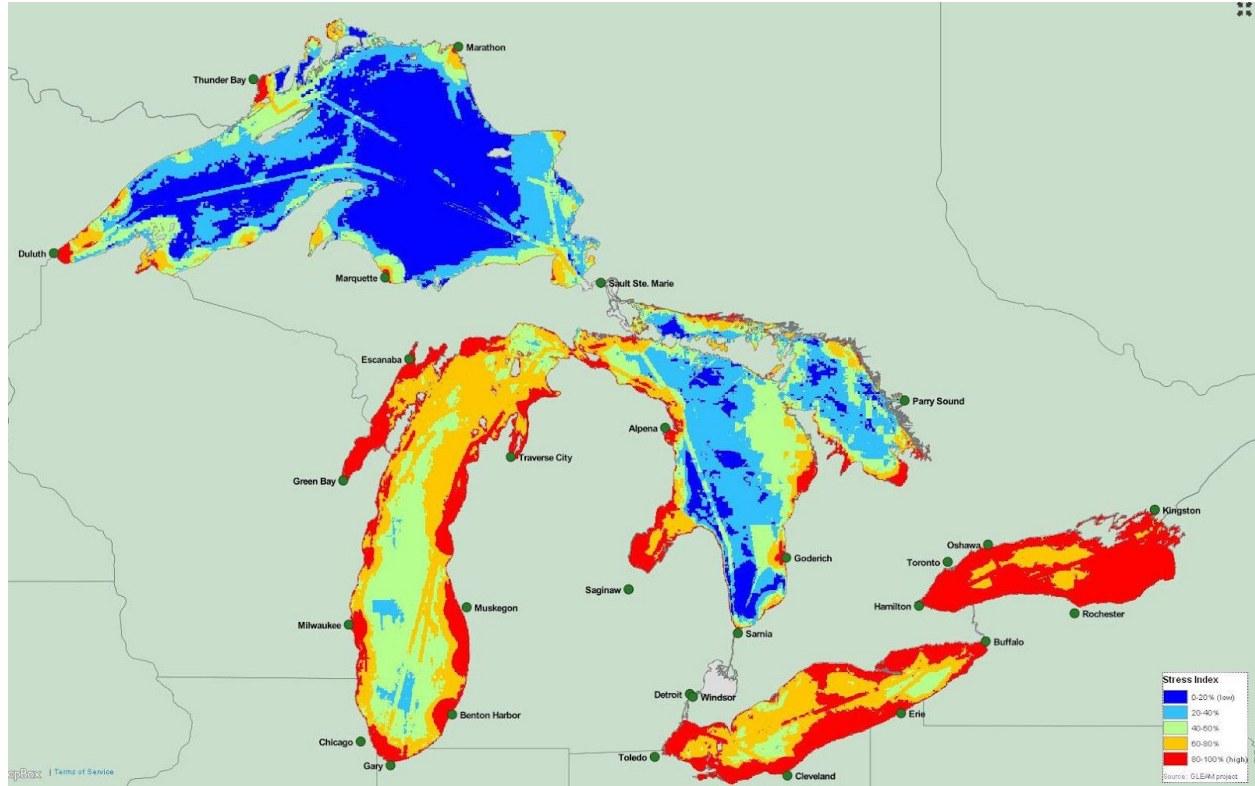 Marathon
Thunder Bay
Duluth
Marquette
Sault Ste. Marie
Escanaba
Parry Sound
Alpena
Traverse City
Green Bay
Kingston
Oshawa
Goderich
Toronto
Saginaw
Hamilton
Muskegon
Rochester
Milwaukee
Sarnia
Buffalo
Detroit
Windsor
Erie
Benton Harbor
Chicago
Toledo
Gary
Cleveland
Stress Index
0-20% (low)
20-40%
40-60%
60-80%
80-100% (high)
Source: GLEAM project
opBox | Terms of Service